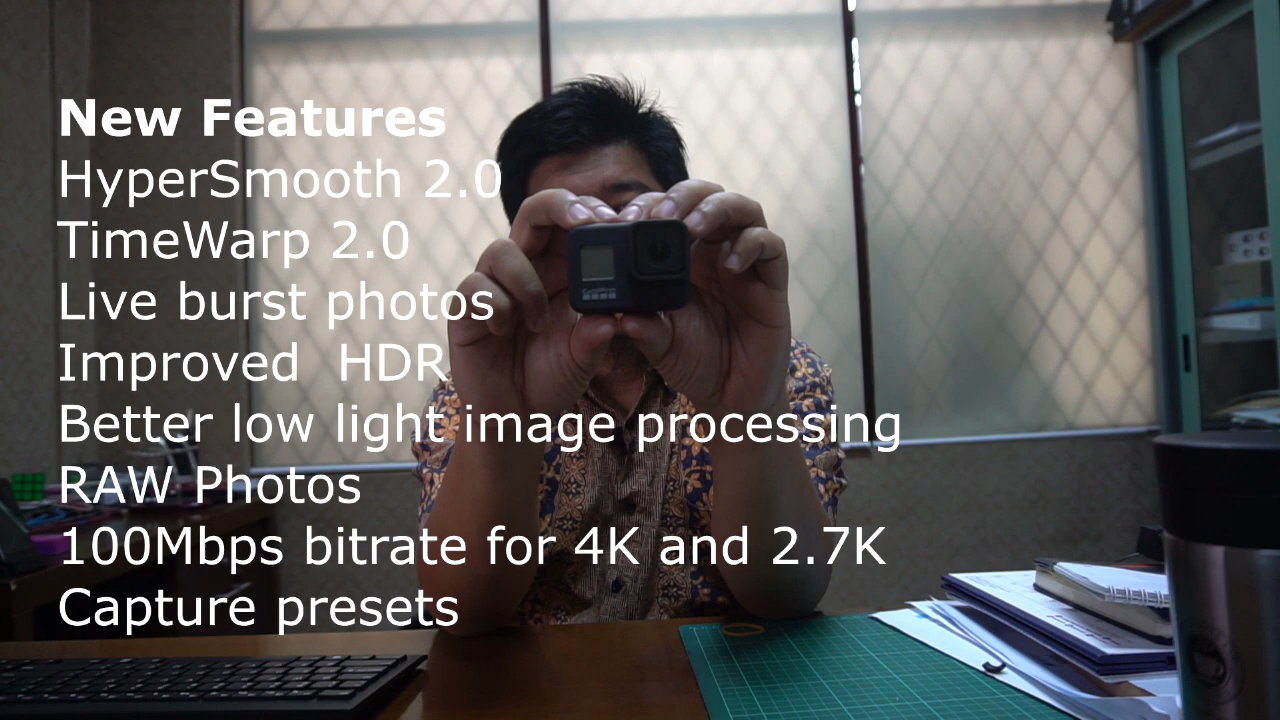 New Features
HyperSmooth 2.0
TimeWarp 2.0
Live burst photos
Improved  HDR
Better low light image processing
RAW Photos
100Mbps bitrate for 4K and 2.7K
Capture presets
GoPro